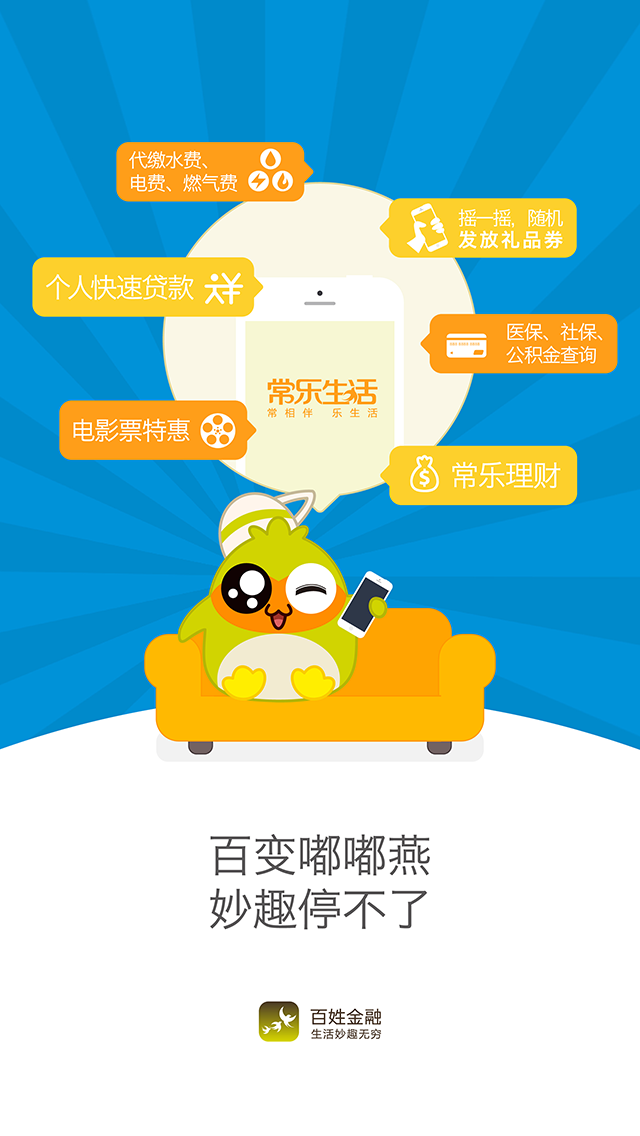 代缴水费、
电费、燃气费
摇一摇，随机
发放礼品券
个人快速贷款
医保、社保、
公积金查询
常乐生活
常相伴 乐生活
电影票特惠
常乐理财
百变嘟嘟燕
妙趣停不了
百姓金融
生活妙趣无穷